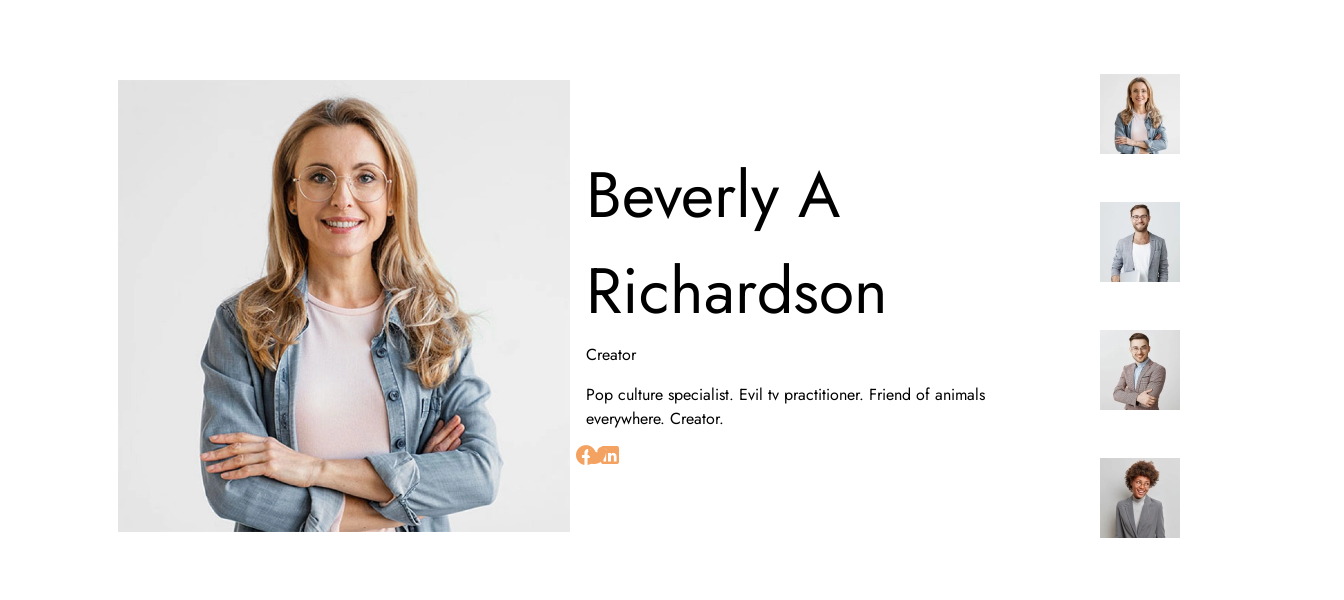 Beverly A
Richardson
Creator
Pop culture specialist. Evil tv practitioner. Friend of animals
everywhere. Creator.